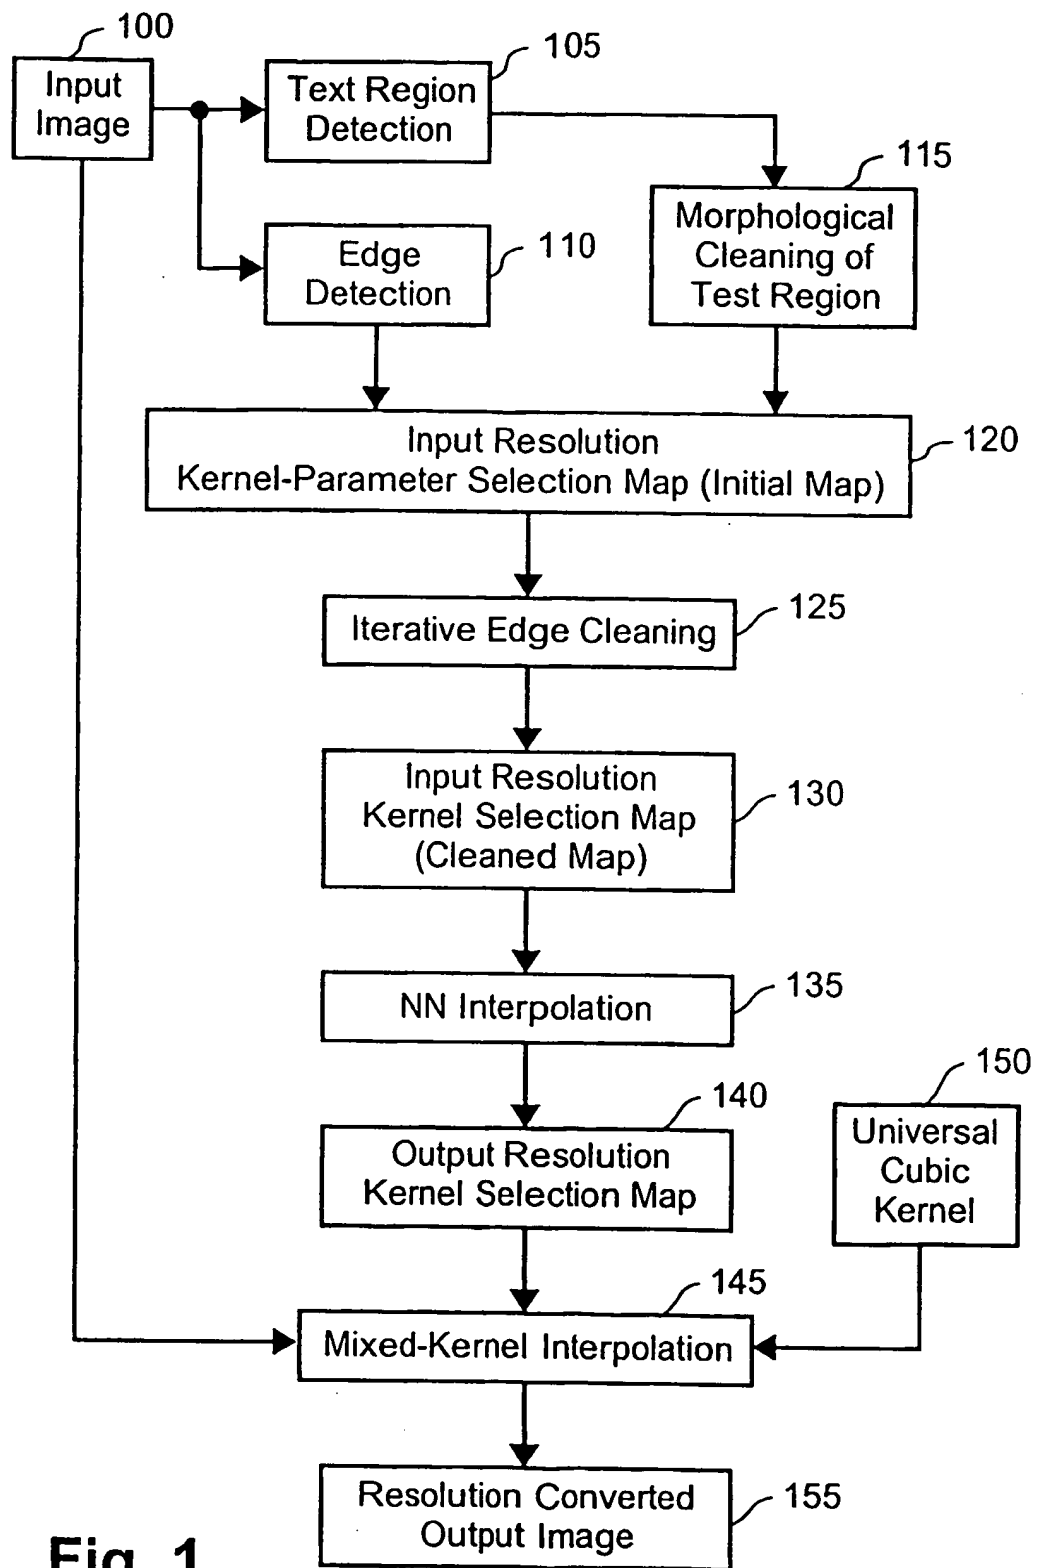 100
Input
Image
105
Text Region
Detection
110
Edge
Detection
115
Morphological
Cleaning of
Test Region
120
Input Resolution
Kernel-Parameter Selection Map (Initial Map)
125
Iterative Edge Cleaning
130
Input Resolution
Kernel Selection Map
(Cleaned Map)
135
NN Interpolation
140
Output Resolution
Kernel Selection Map
150
Universal
Cubic
Kernel
145
Mixed-Kernel Interpolation
155
Resolution Converted
Output Image
Fig. 1